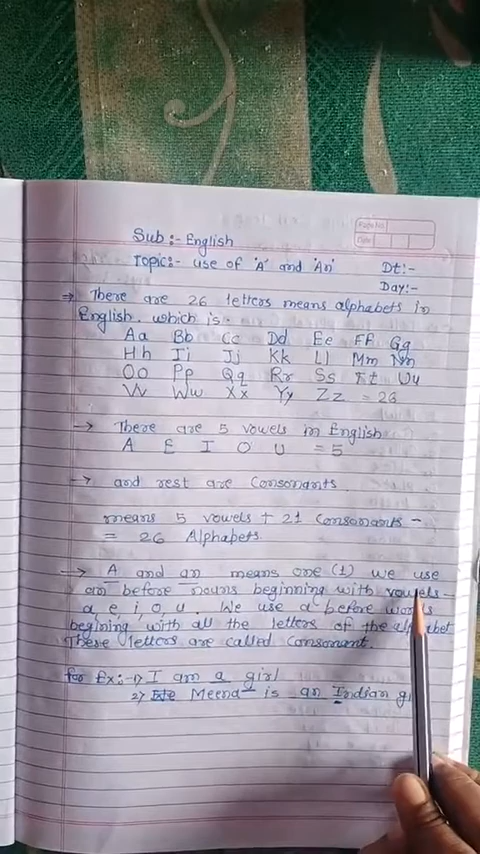 Page No.
Date
Sub :- English
Topic:- use of 'A' and 'An' Dt:-
Day:-
⇒ There are 26 letters means alphabets in
English. which is -
Aa Bb Cc Dd Ee FF Gg
Hh Ii Jj Kk Ll Mm Nn
Oo Pp Qq Rr Ss Tt Uu
Vv Ww Xx Yy Zz = 26
→ There are 5 vowels in English
A E I O U = 5
→ and rest are Consonants
means 5 vowels + 21 Consonants -
= 26 Alphabets
→ A and an means one (1) we use
an before nouns beginning with vowels -
a, e, i, o, u. We use a before words
begining with all the letters of the alphabet
These letters are called Consonant.
for Ex:- 1) I am a girl
2) Meena is an Indian